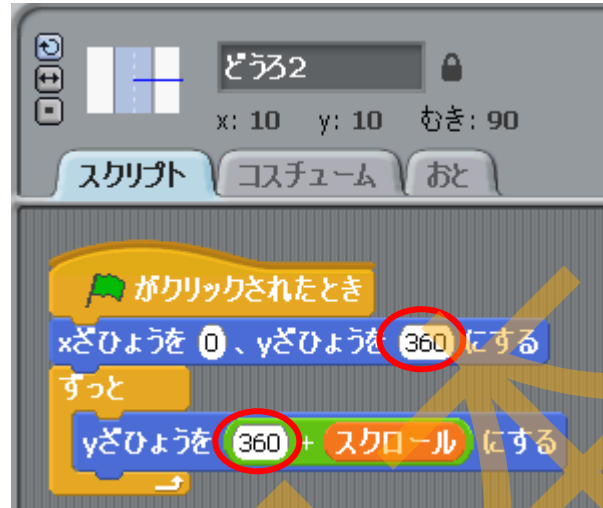 どうろ2
x: 10 y: 10 むき: 90
スクリプト コスチューム おと
がクリックされたとき
xざひょうを 0 、yざひょうを 360 にする
ずっと
yざひょうを 360 + スクロール にする